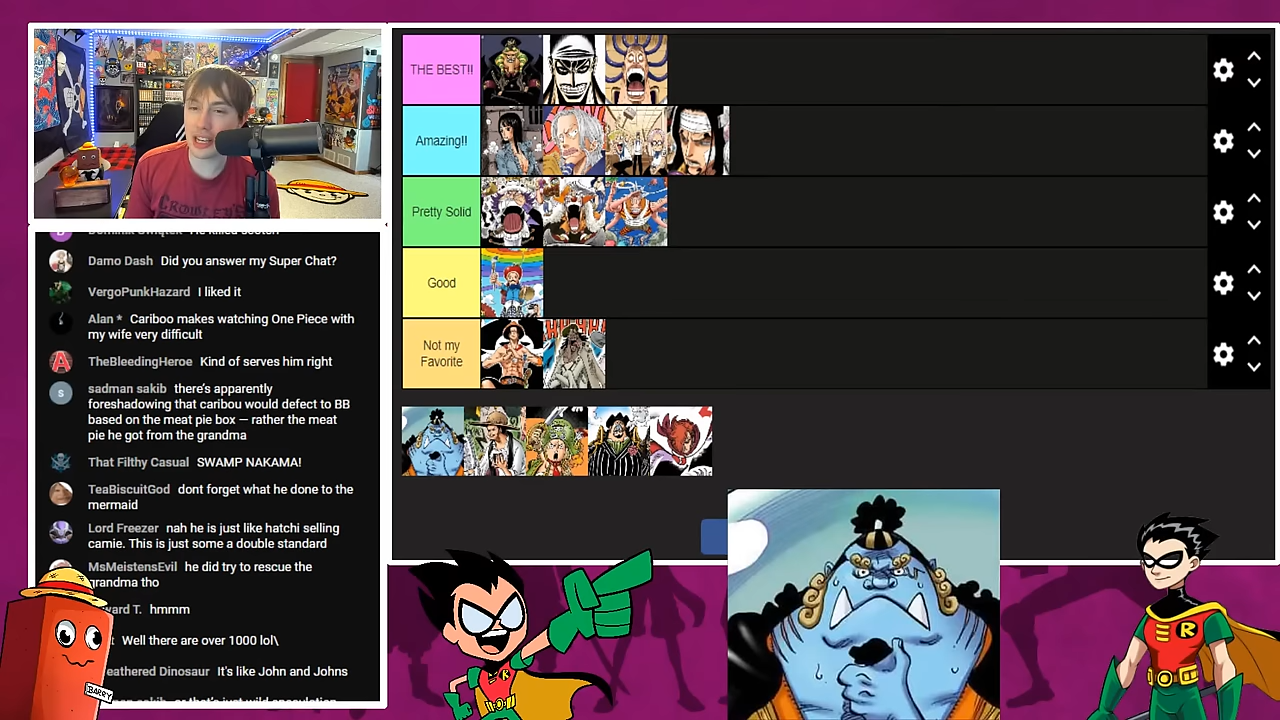 THE BEST!!
Amazing!!
Pretty Solid
Good
Not my
Favorite
Damo Dash Did you answer my Super Chat?
VergoPunkHazard I liked it
Alan * Cariboo makes watching One Piece with
my wife very difficult
TheBleedingHeroe Kind of serves him right
S
sadman sakib there's apparently
foreshadowing that caribou would defect to BB
based on the meat pie box — rather the meat
pie he got from the grandma
That Filthy Casual SWAMP NAKAMA!
TeaBiscuitGod dont forget what he done to the
mermaid
Lord Freezer nah he is just like hatchi selling
camie. This is just some a double standard
MsMeistensEvil he did try to rescue the
grandma tho
ward T. hmmm
Well there are over 1000 lol\
eathered Dinosaur It's like John and Johns
BARRY
R
R